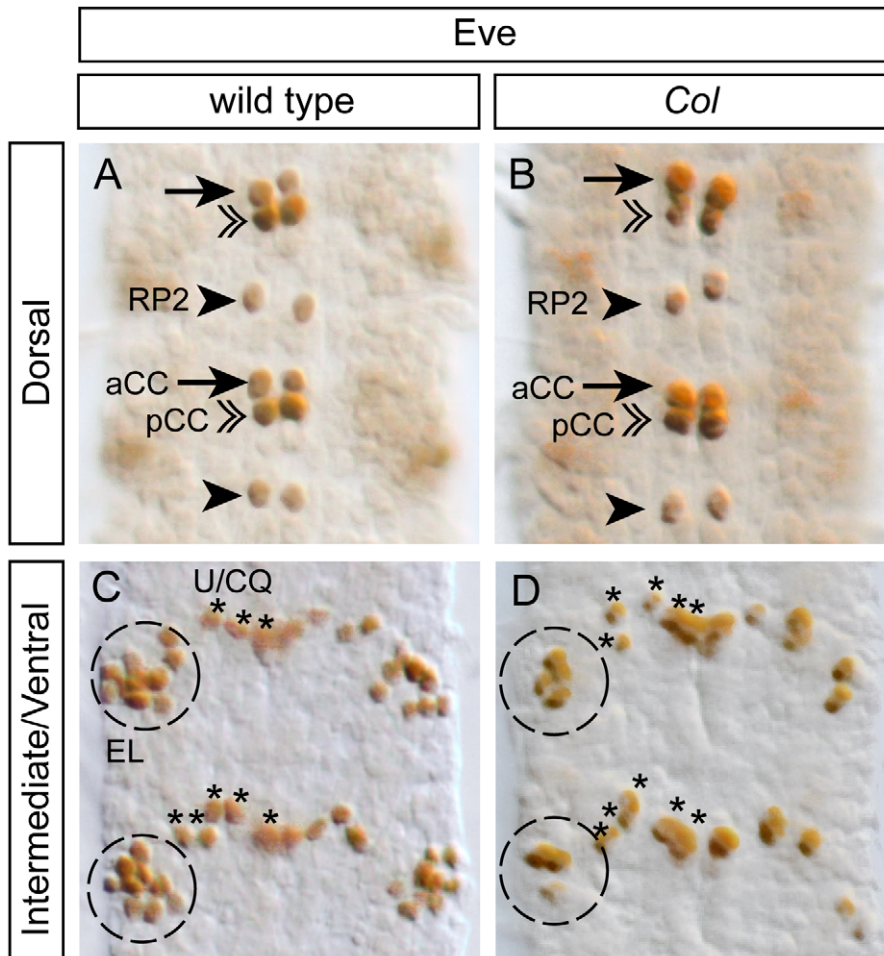 Eve
wild type
Col
Dorsal
A
RP2
aCC
pCC
B
RP2
aCC
pCC
Intermediate/Ventral
C
U/CQ
* * *
EL
** * * *
D
* * * * *
* * * * *